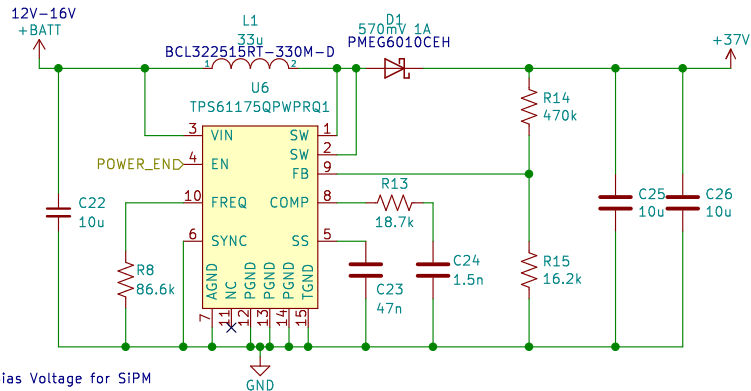 12V-16V
+BATT
L1
33u
BCL322515RT-330M-D
1
2
D1
570mV 1A
PMEG6010CEH
+37V
U6
TPS61175QPWPRQ1
3
VIN
SW
1
SW
2
POWER_EN
4
EN
FB
9
10
FREQ
COMP
8
6
SYNC
SS
5
AGND
NC
PGND
PGND
PGND
TGND
7
11
12
13
14
15
R14
470k
R13
18.7k
C22
10u
C25
10u
C26
10u
R8
86.6k
C23
47n
C24
1.5n
R15
16.2k
ias Voltage for SiPM
GND